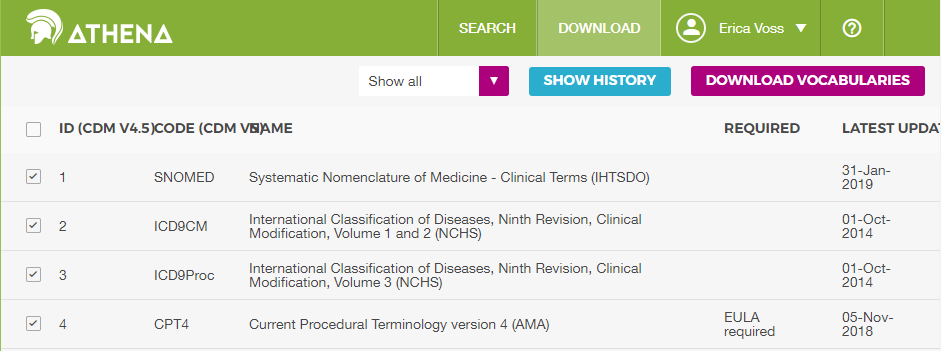 ATHENA SEARCH DOWNLOAD Erica Voss
Show all SHOW HISTORY DOWNLOAD VOCABULARIES
ID (CDM V4.5) CODE (CDM V5) NAME REQUIRED LATEST UPDA
1 SNOMED Systematic Nomenclature of Medicine - Clinical Terms (IHTSDO) 31-Jan-
2019
2 ICD9CM International Classification of Diseases, Ninth Revision, Clinical 01-Oct-
Modification, Volume 1 and 2 (NCHS) 2014
3 ICD9Proc International Classification of Diseases, Ninth Revision, Clinical 01-Oct-
Modification, Volume 3 (NCHS) 2014
4 CPT4 Current Procedural Terminology version 4 (AMA) EULA 05-Nov-
required 2018